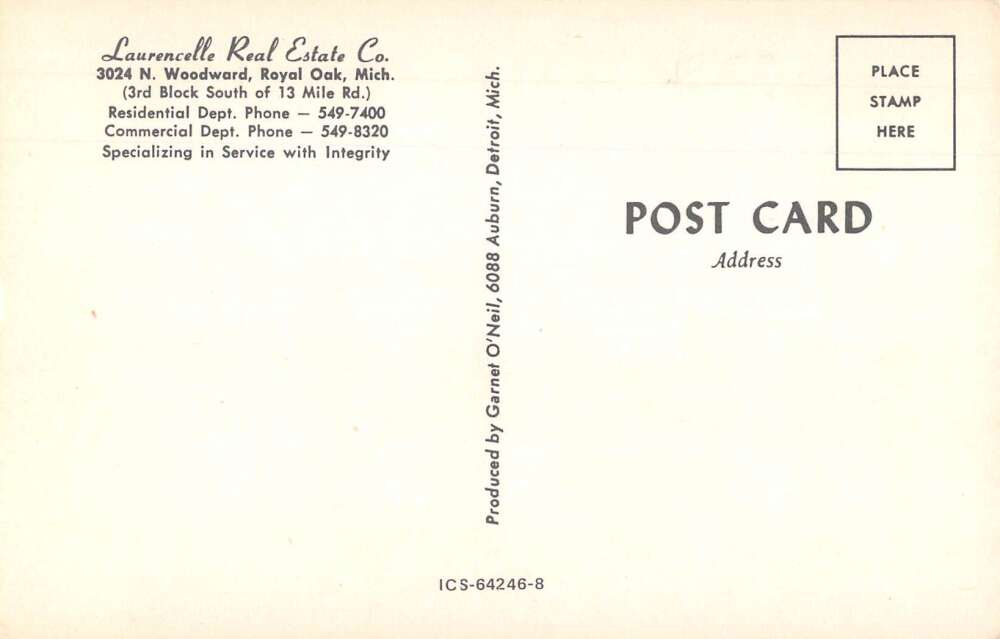 Laurencelle Real Estate Co.
3024 N. Woodward, Royal Oak, Mich.
(3rd Block South of 13 Mile Rd.)
Residential Dept. Phone — 549-7400
Commercial Dept. Phone — 549-8320
Specializing in Service with Integrity
Produced by Garnet O'Neil, 6088 Auburn, Detroit, Mich.
PLACE
STAMP
HERE
POST CARD
Address
ICS-64246-8